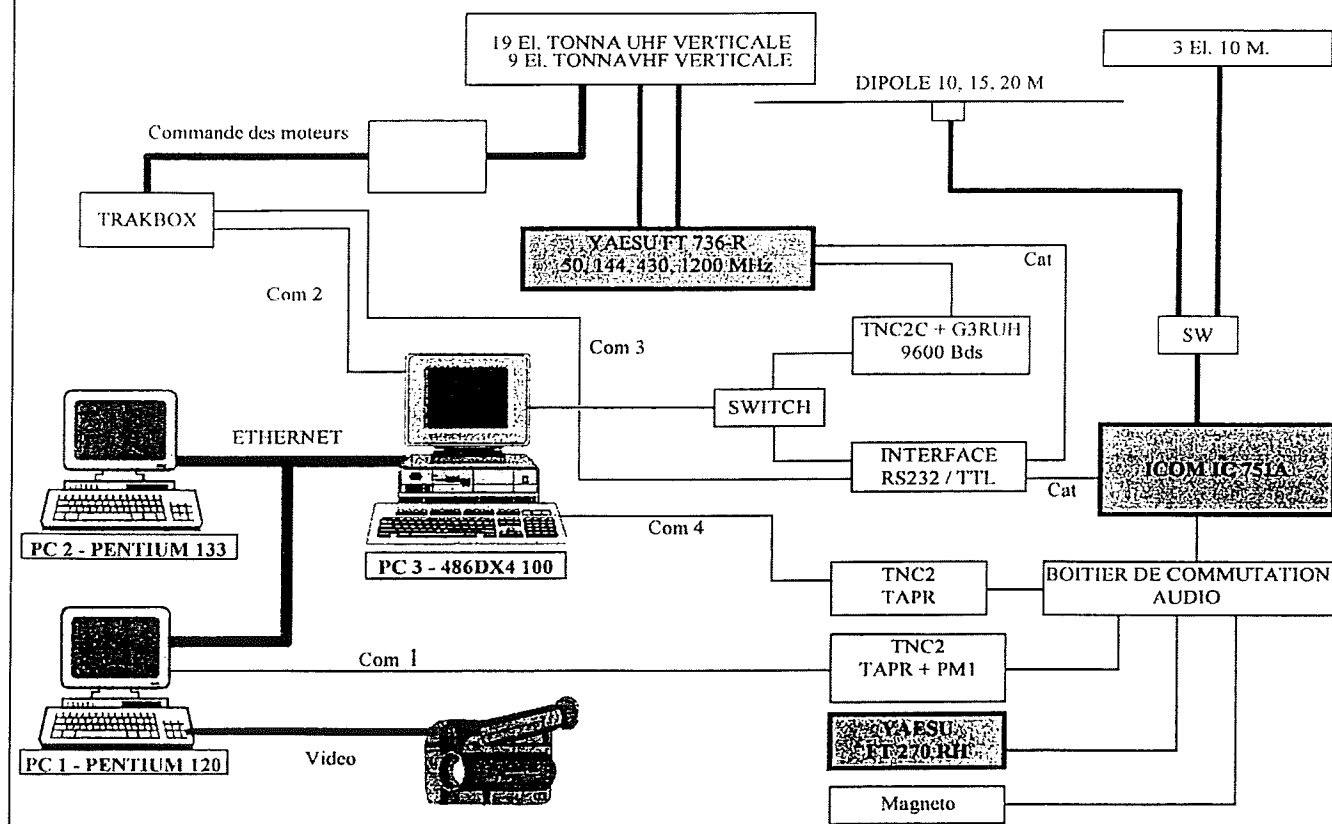 19 El. TONNA UHF VERTICALE
9 El. TONNAVHF VERTICALE
3 El. 10 M.
DIPOLE 10, 15, 20 M
Commande des moteurs
TRAKBOX
YAESU FT 736-R
50, 144, 430, 1200 MHz
Cat
Com 2
TNC2C + G3RUH
9600 Bds
SW
Com 3
SWITCH
ETHERNET
INTERFACE
RS232 / TTL
ICOM IC 751A
Cat
Com 4
PC 2 - PENTIUM 133
PC 3 - 486DX4 100
TNC2
TAPR
BOITIER DE COMMUTATION
AUDIO
Com 1
TNC2
TAPR + PM1
YAESU
FT 270 RH
Video
PC 1 - PENTIUM 120
Magneto